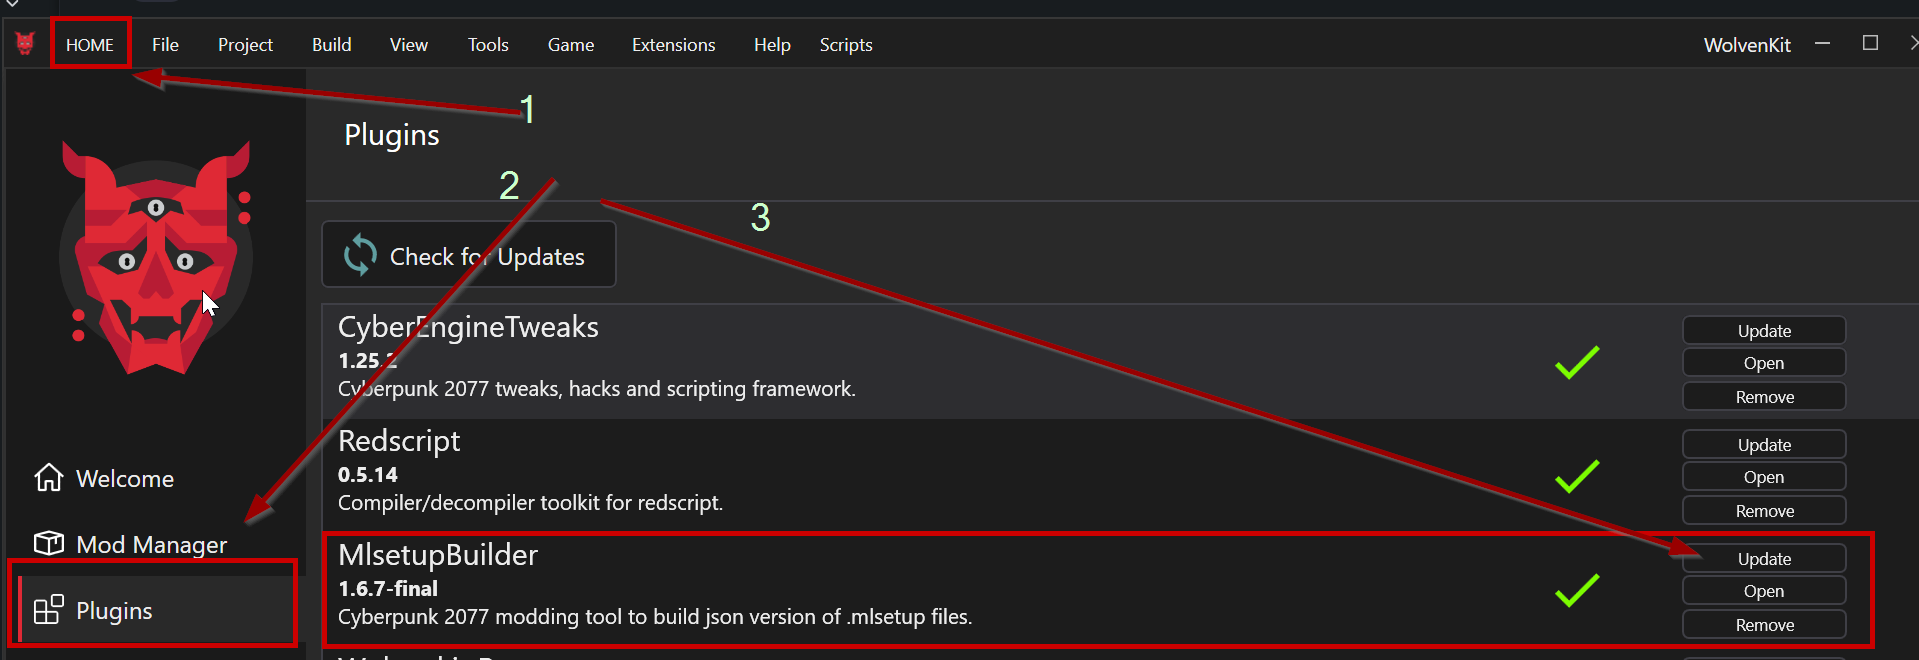 HOME File Project Build View Tools Game Extensions Help Scripts WolvenKit
1
Plugins
2
3
Check for Updates
CyberEngineTweaks
1.25.2
Cyberpunk 2077 tweaks, hacks and scripting framework.
Update
Open
Remove
Redscript
0.5.14
Compiler/decompiler toolkit for redscript.
Update
Open
Remove
MlsetupBuilder
1.6.7-final
Cyberpunk 2077 modding tool to build json version of .mlsetup files.
Update
Open
Remove
Welcome
Mod Manager
Plugins